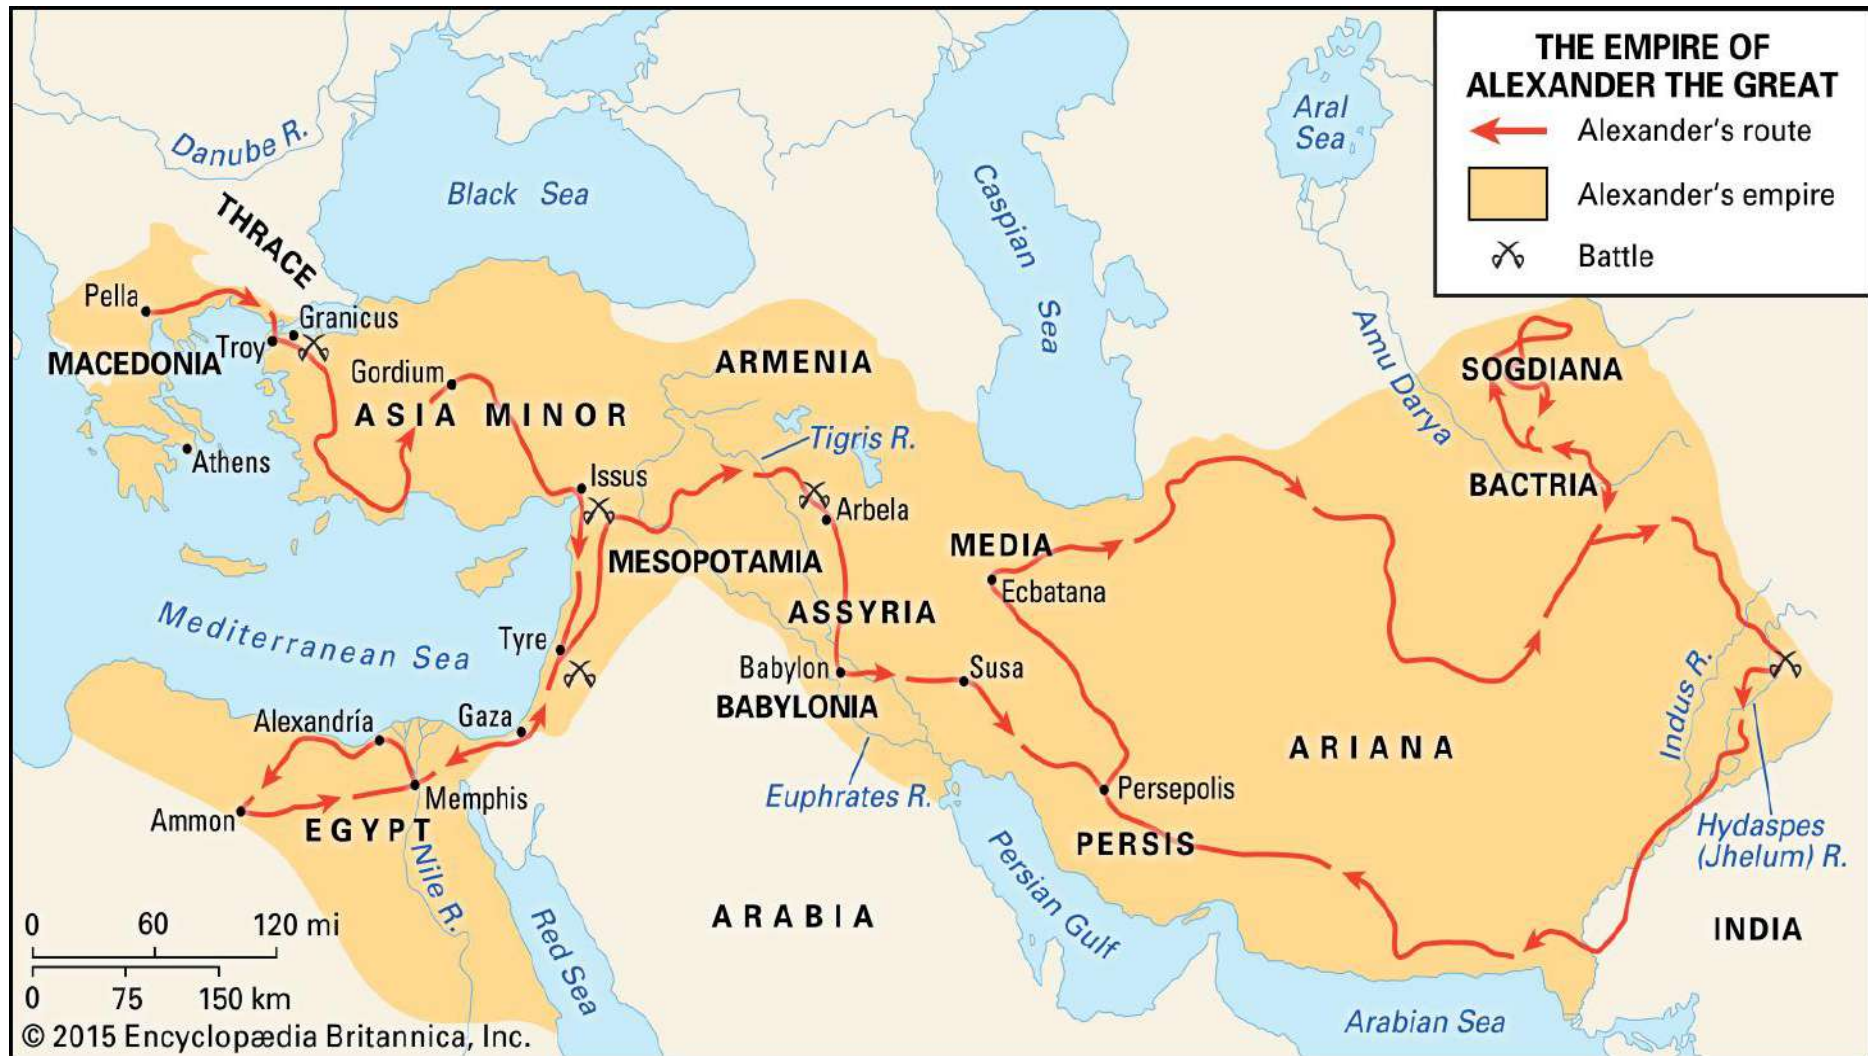 THE EMPIRE OF
ALEXANDER THE GREAT
Alexander's route
Alexander's empire
Battle
Danube R.
Black Sea
Caspian
Sea
Aral
Sea
THRACE
Pella
Granicus
Troy
MACEDONIA
Gordium
ASIA MINOR
ARMENIA
Amu Darya
SOGDIANA
Athens
Tigris R.
Issus
Arbela
BACTRIA
MESOPOTAMIA
MEDIA
Ecbatana
ASSYRIA
Mediterranean Sea
Tyre
Babylon
Susa
BABYLONIA
Indus R.
Alexandría
Gaza
ARIANA
Euphrates R.
Persepolis
Ammon
Memphis
EGYPT
Nile R.
PERSIS
Hydaspes
(Jhelum) R.
Red Sea
ARABIA
Persian Gulf
INDIA
Arabian Sea
0 60 120 mi
0 75 150 km
© 2015 Encyclopædia Britannica, Inc.